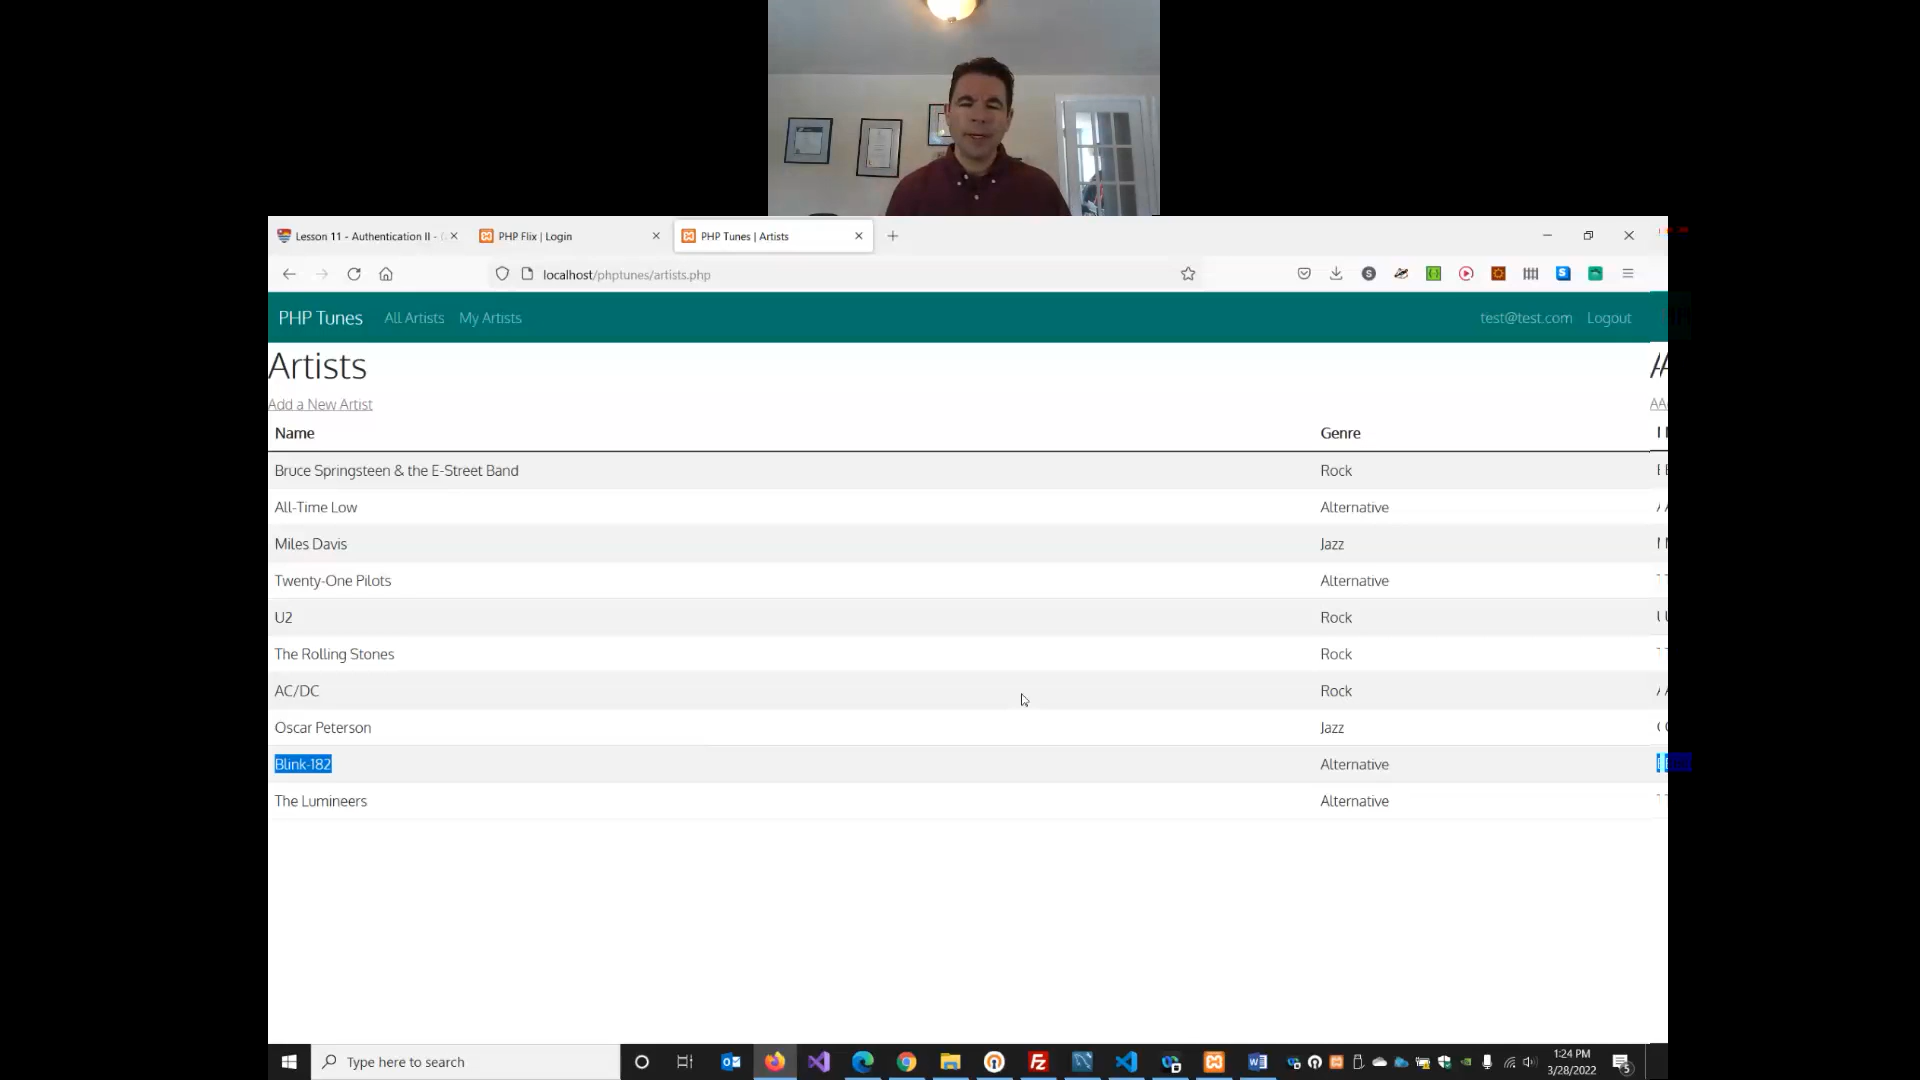 Lesson 11 - Authentication II - (
PHP Flix | Login
PHP Tunes | Artists
localhost/phptunes/artists.php
PHP Tunes All Artists My Artists test@test.com Logout
Artists
Add a New Artist
Name Genre
Bruce Springsteen & the E-Street Band Rock
All-Time Low Alternative
Miles Davis Jazz
Twenty-One Pilots Alternative
U2 Rock
The Rolling Stones Rock
AC/DC Rock
Oscar Peterson Jazz
Blink-182 Alternative
The Lumineers Alternative
Type here to search
1:24 PM
3/28/2022
5